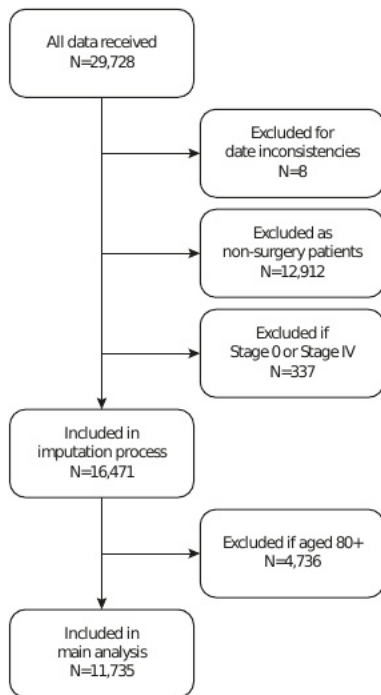 All data received
N=29,728
Excluded for
date inconsistencies
N=8
Excluded as
non-surgery patients
N=12,912
Excluded if
Stage 0 or Stage IV
N=337
Included in
imputation process
N=16,471
Excluded if aged 80+
N=4,736
Included in
main analysis
N=11,735